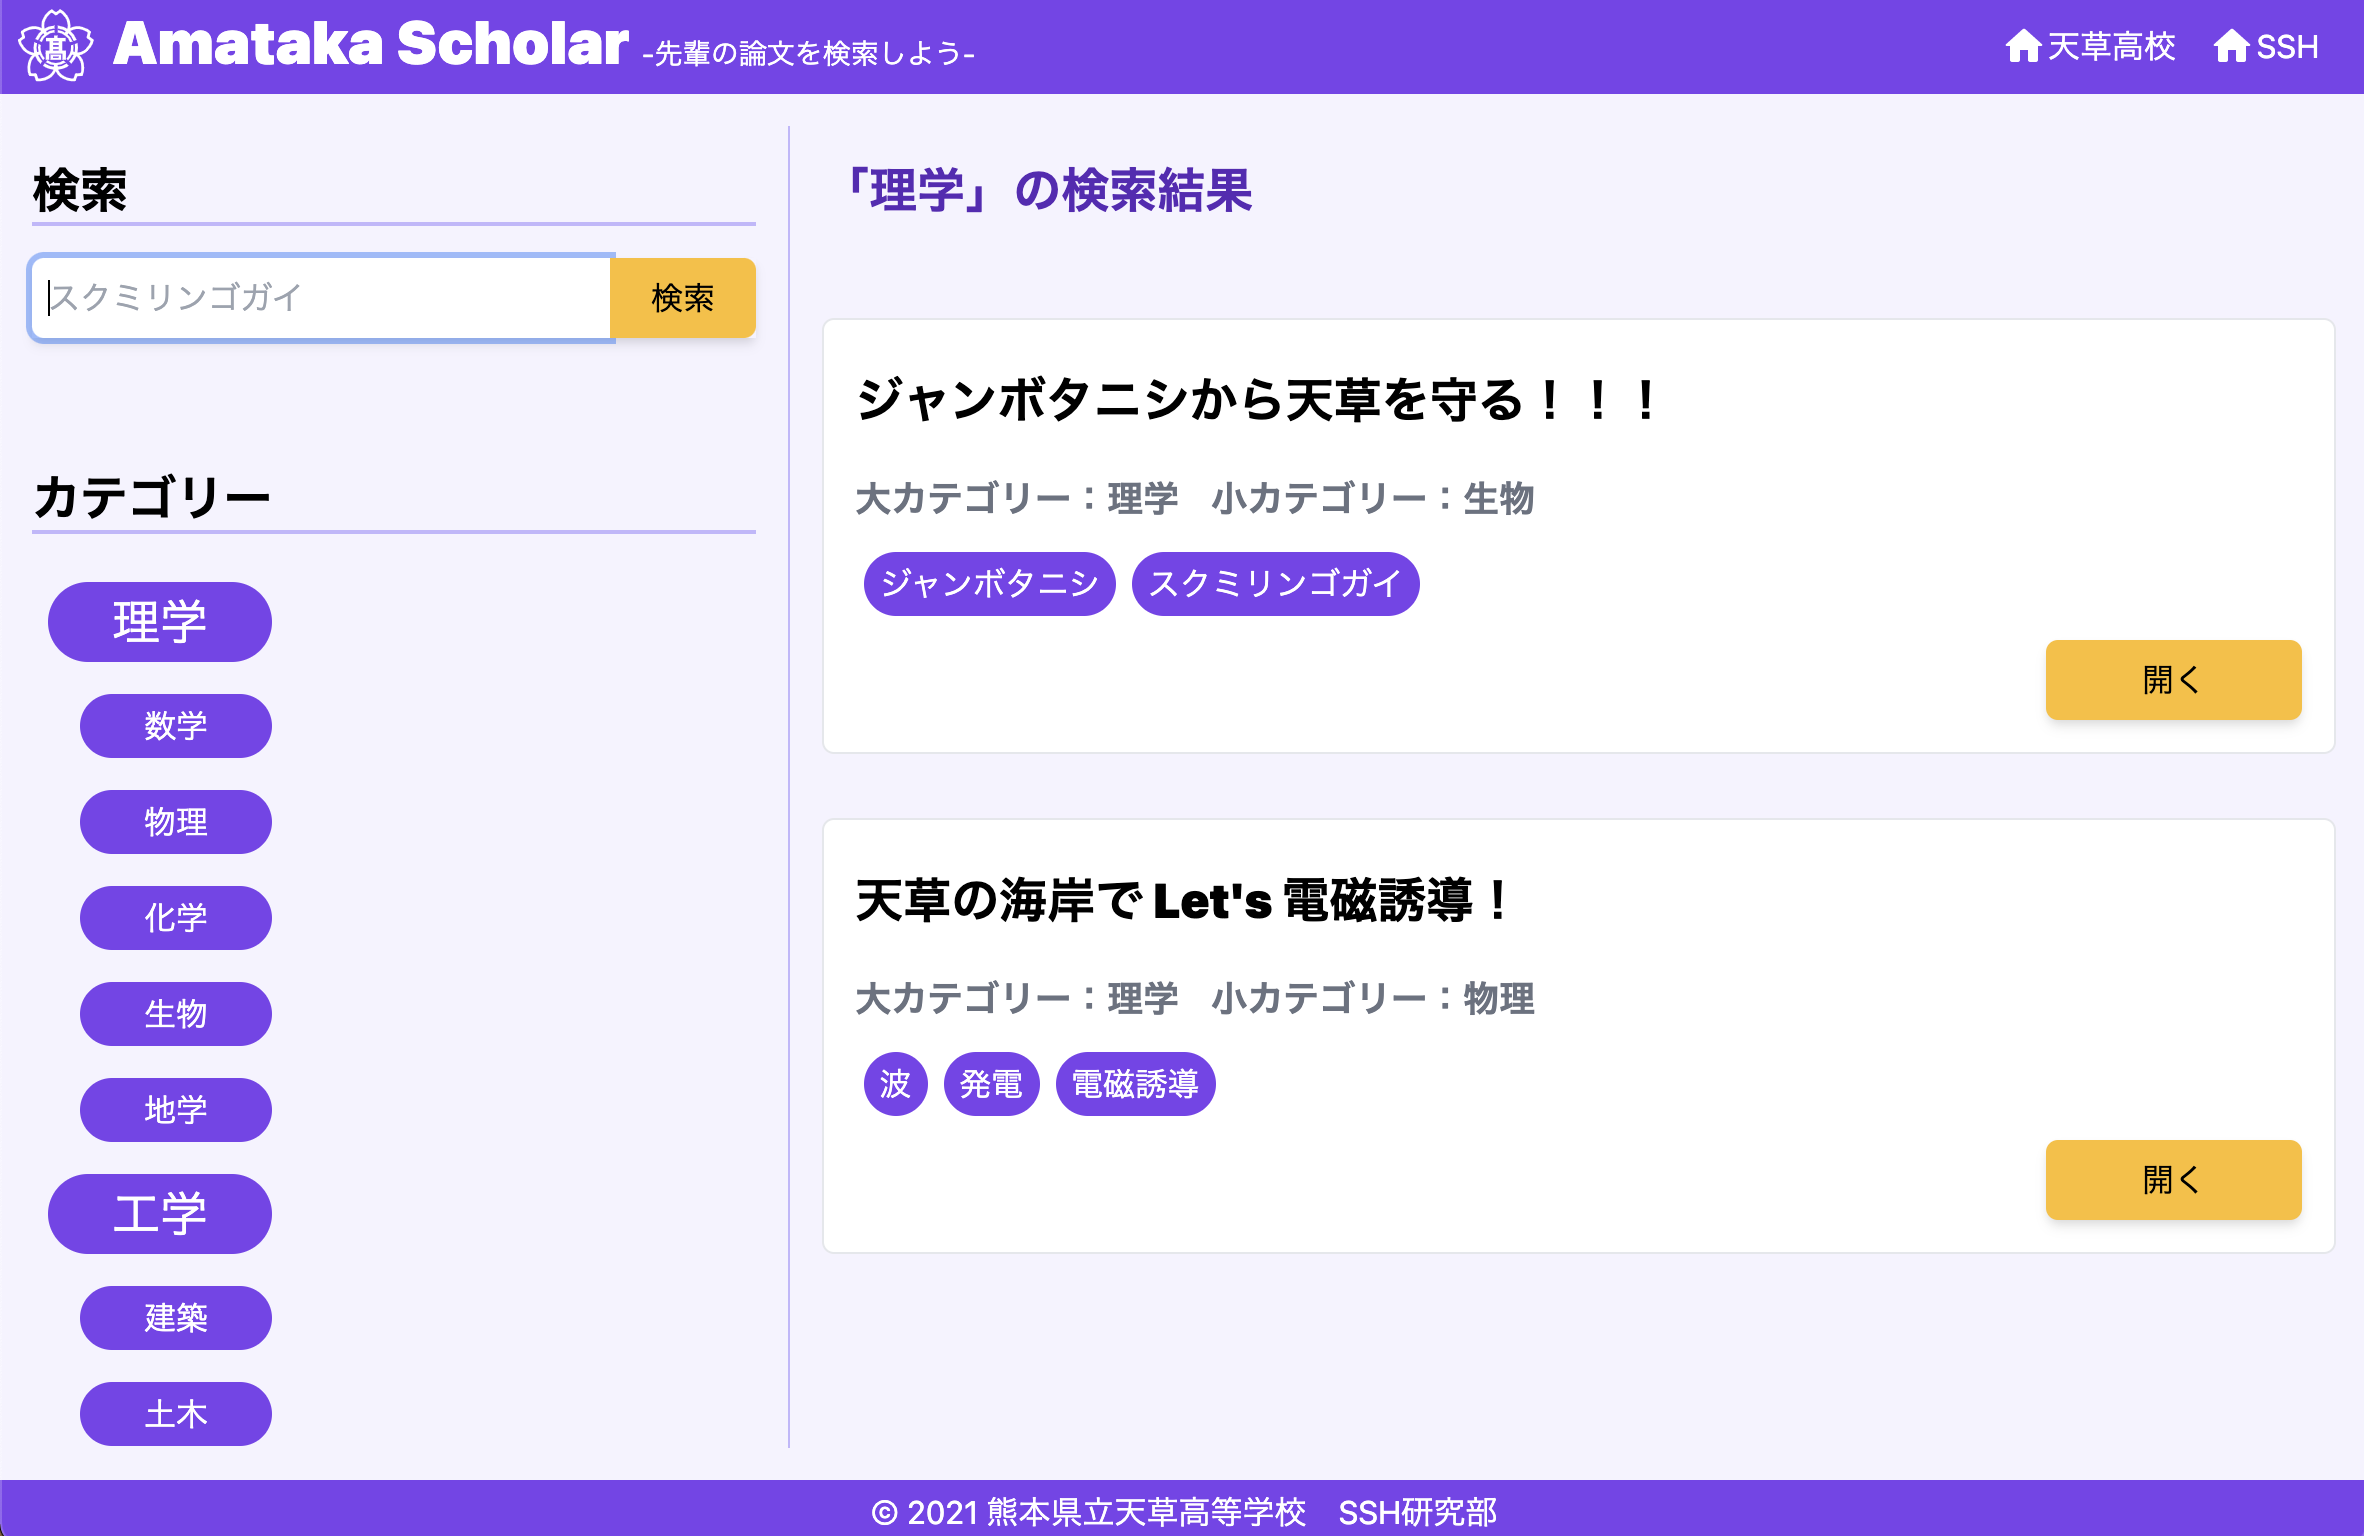 高
Amataka Scholar -先輩の論文を検索しよう-
天草高校 SSH
検索
スクミリンゴガイ 検索
カテゴリー
理学
数学
物理
化学
生物
地学
工学
建築
土木
「理学」の検索結果
ジャンボタニシから天草を守る！！！
大カテゴリー：理学 小カテゴリー：生物
ジャンボタニシ スクミリンゴガイ
開く
天草の海岸で Let's 電磁誘導！
大カテゴリー：理学 小カテゴリー：物理
波 発電 電磁誘導
開く
© 2021 熊本県立天草高等学校　SSH研究部